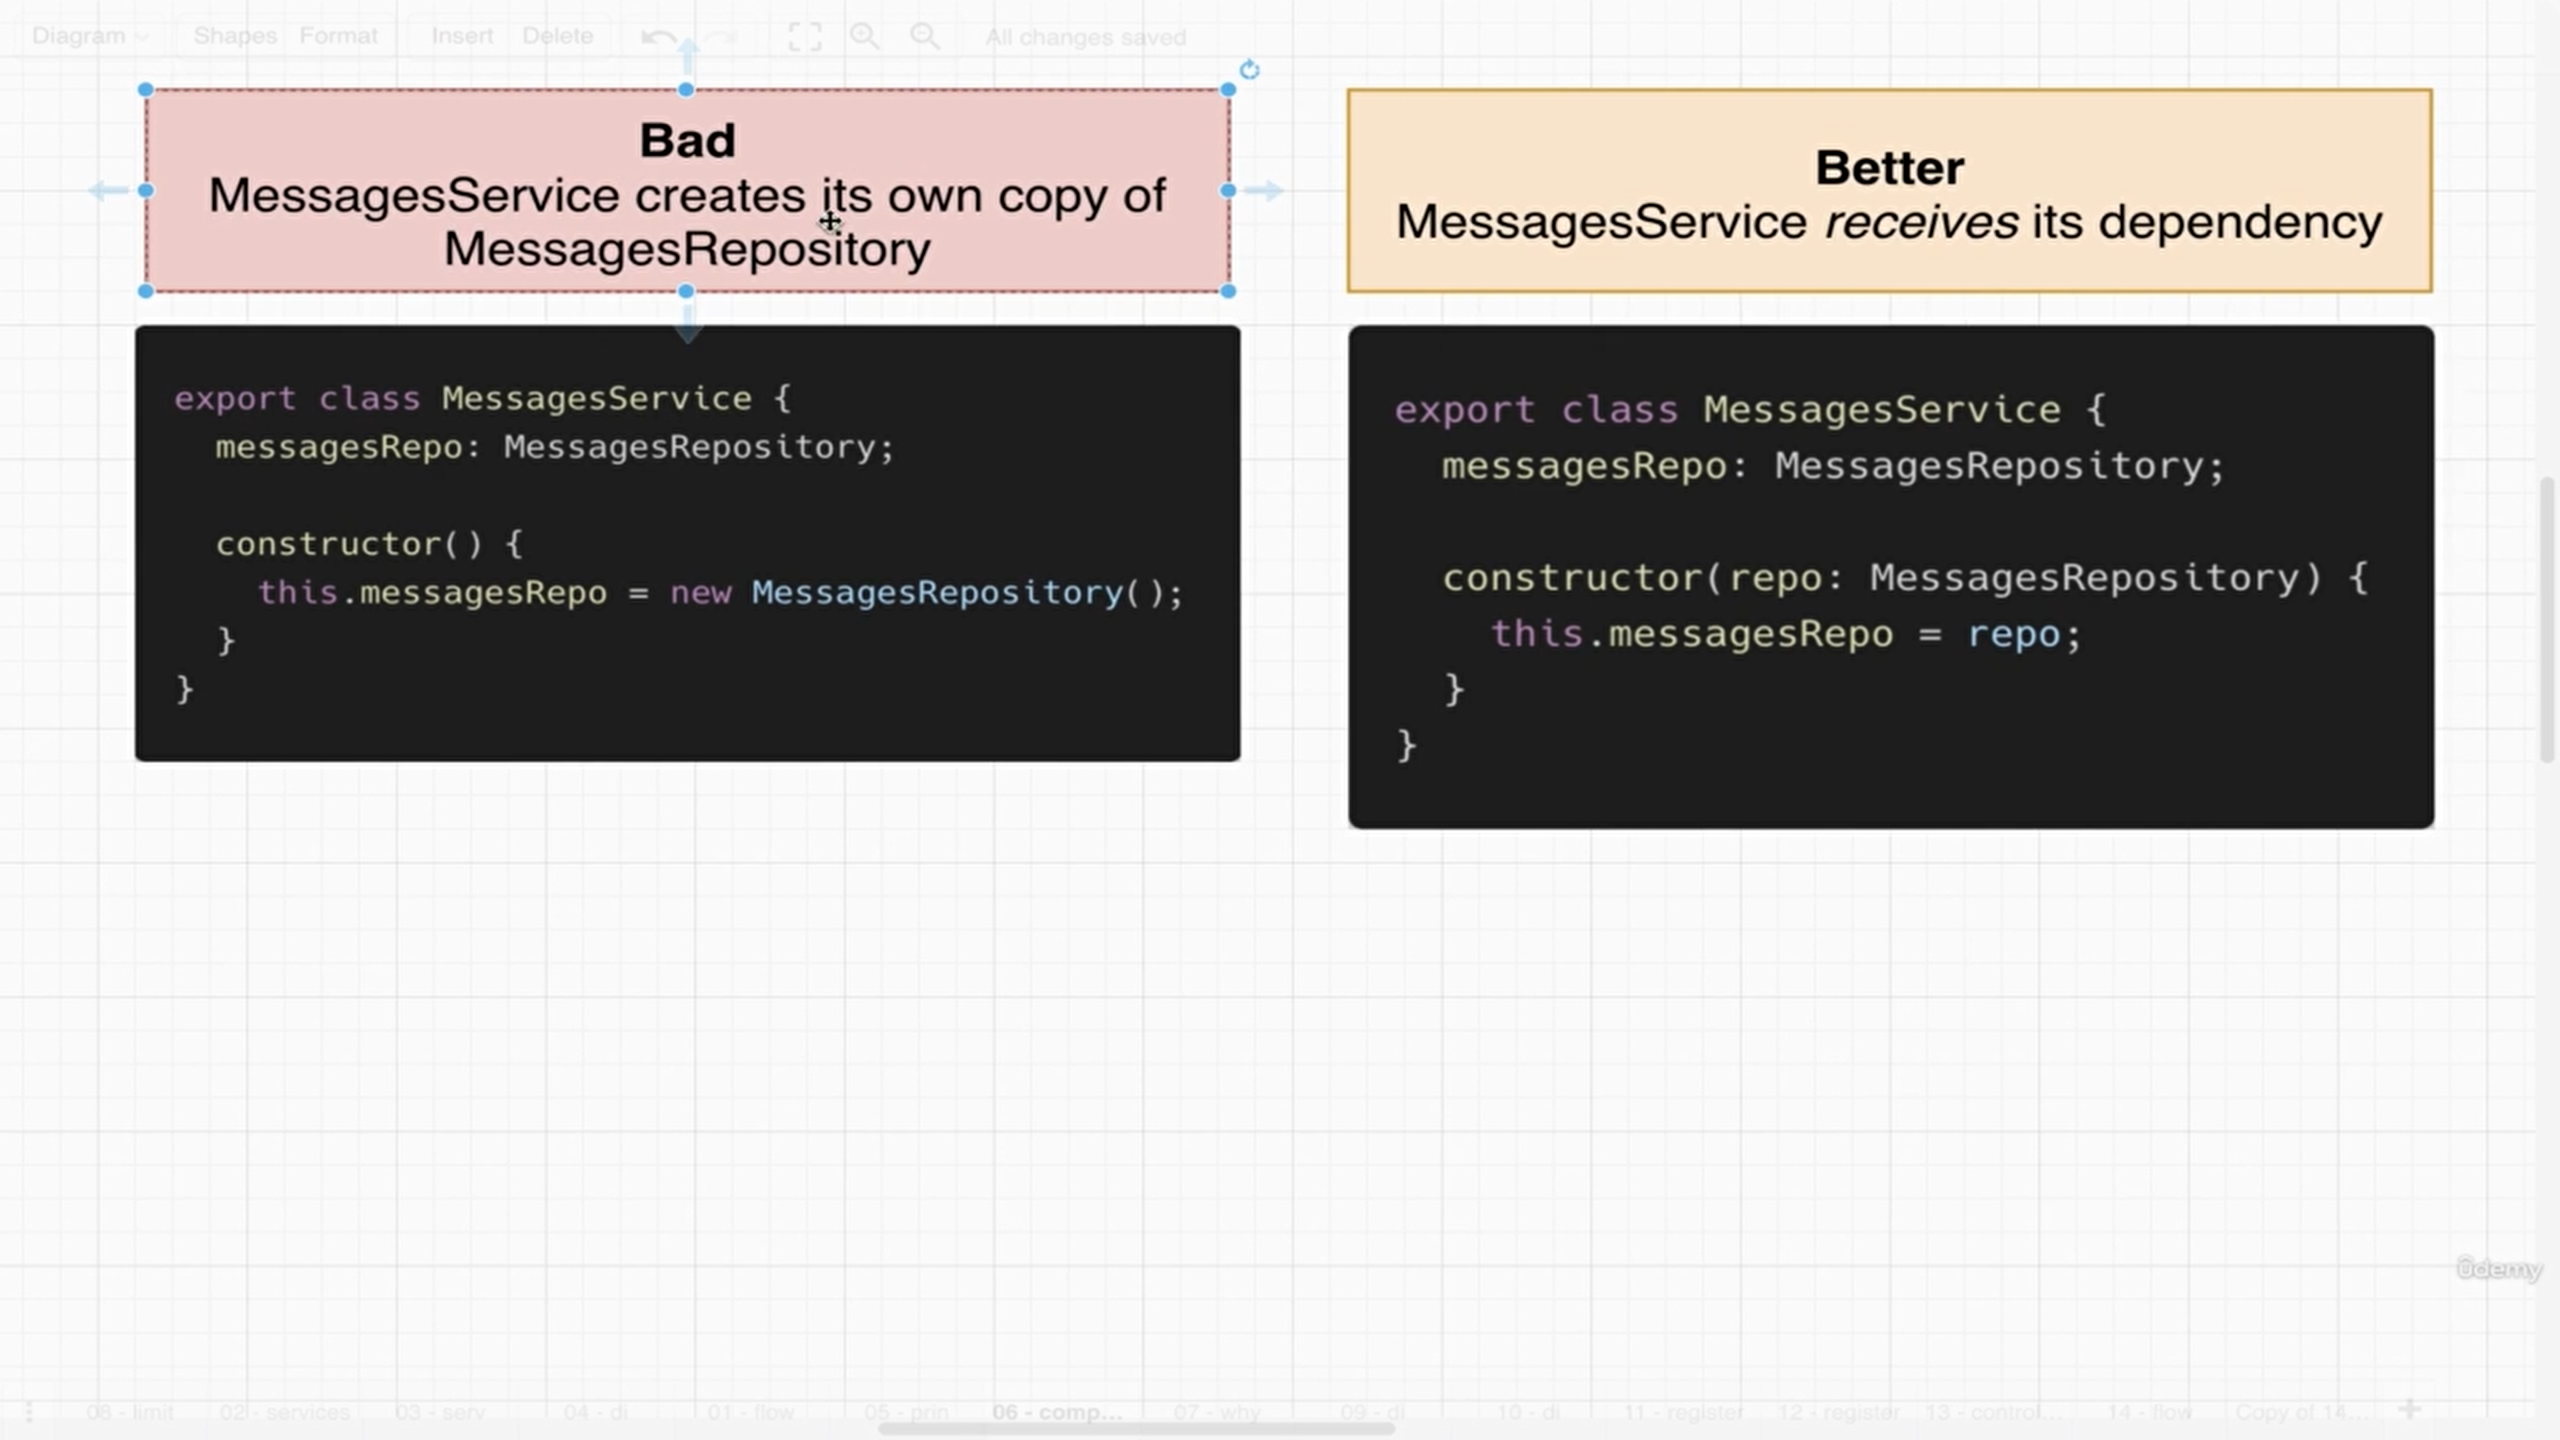 Diagram Shapes Format Insert Delete All changes saved
Bad
MessagesService creates its own copy of
MessagesRepository
Better
MessagesService receives its dependency
export class MessagesService {
  messagesRepo: MessagesRepository;
  constructor() {
    this.messagesRepo = new MessagesRepository();
  }
}
export class MessagesService {
  messagesRepo: MessagesRepository;
  constructor(repo: MessagesRepository) {
    this.messagesRepo = repo;
  }
}
ûdemy
08 - limit 02 - services 03 - serv 04 - di 01 - flow 05 - prin 06 - comp... 07 - why 09 - di 10 - di 11 - register 12 - register 13 - control... 14 - flow Copy of 14...